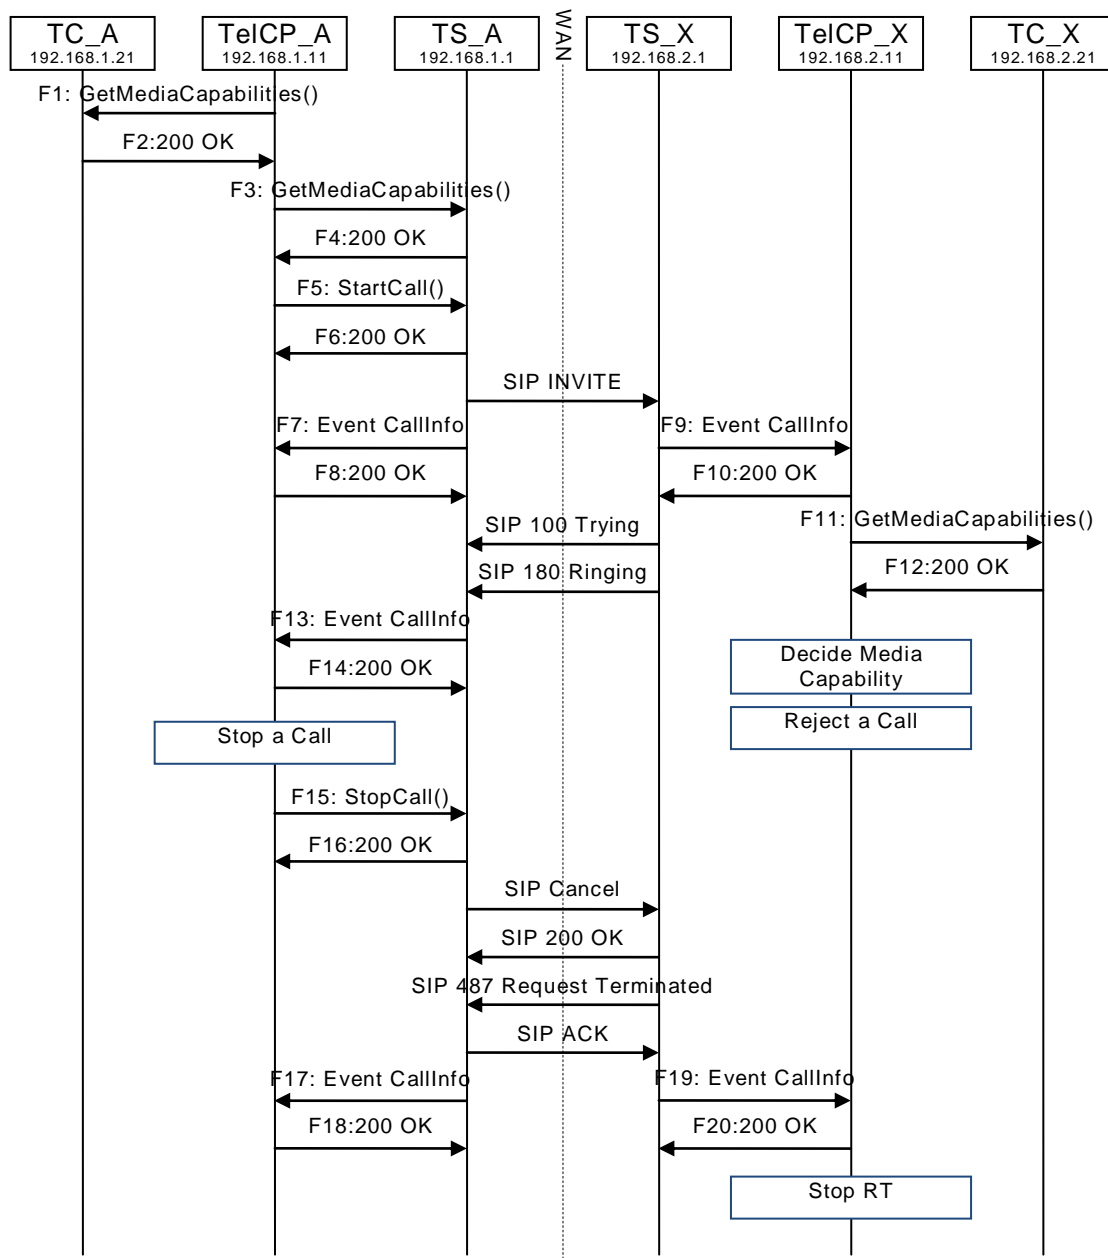 TC_A
192.168.1.21
TelCP_A
192.168.1.11
TS_A
192.168.1.1
WAN
TS_X
192.168.2.1
TelCP_X
192.168.2.11
TC_X
192.168.2.21
F1: GetMediaCapabilities()
F2:200 OK
F3: GetMediaCapabilities()
F4:200 OK
F5: StartCall()
F6:200 OK
SIP INVITE
F7: Event CallInfo
F9: Event CallInfo
F8:200 OK
F10:200 OK
SIP 100 Trying
F11: GetMediaCapabilities()
SIP 180 Ringing
F12:200 OK
F13: Event CallInfo
F14:200 OK
Decide Media
Capability
Stop a Call
Reject a Call
F15: StopCall()
F16:200 OK
SIP Cancel
SIP 200 OK
SIP 487 Request Terminated
SIP ACK
F17: Event CallInfo
F19: Event CallInfo
F18:200 OK
F20:200 OK
Stop RT